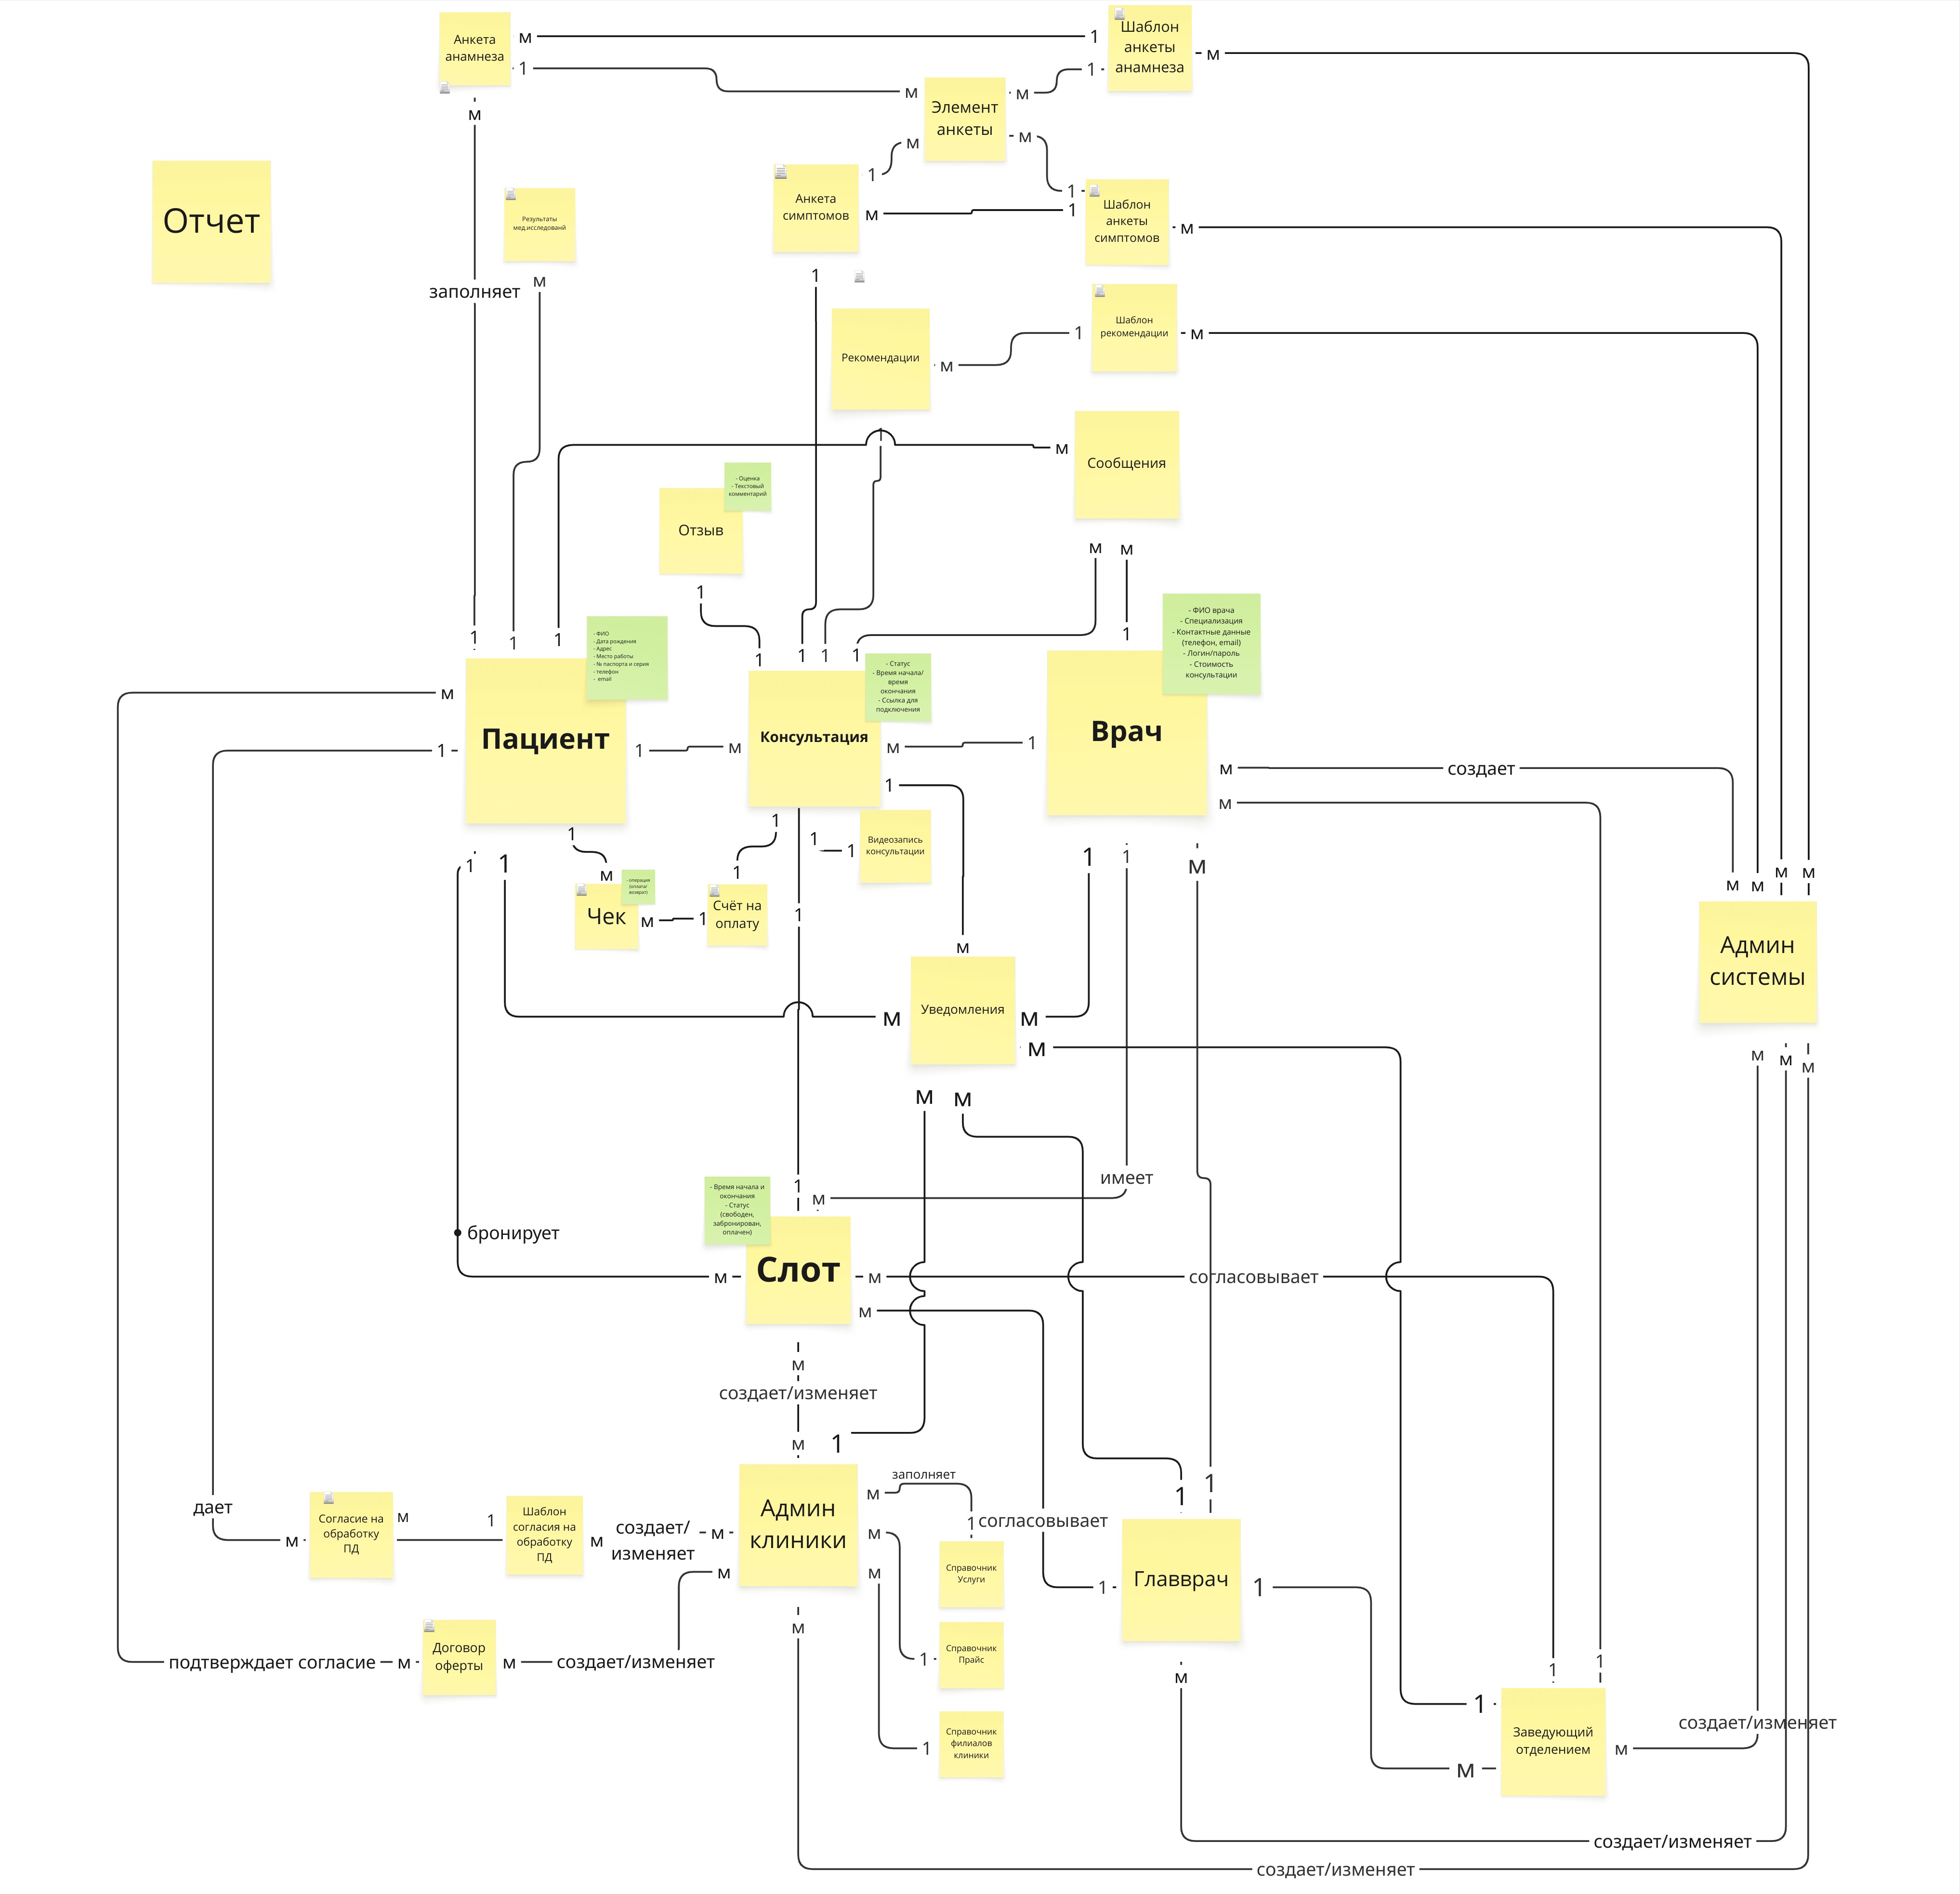 Анкета
анамнеза
м
1
Шаблон
анкеты
анамнеза
м
1
м
м
1
Элемент
анкеты
м
м
м
1
Отчет
Результаты
мед.исследований
Анкета
симптомов
1
м
1
1
Шаблон
анкеты
симптомов
м
заполняет
м
1
Рекомендации
м
1
Шаблон
рекомендации
м
1
м
Сообщения
- Оценка
- Текстовый
комментарий
Отзыв
1
м
м
- ФИО
- Дата рождения
- Адрес
- Место работы
- № паспорта и серия
- телефон
- email
1
1
1
1
1
1
1
1
- Статус
- Время начала/
время
окончания
- Ссылка для
подключения
- ФИО врача
- Специализация
- Контактные данные
(телефон, email)
- Логин/пароль
- Стоимость
консультации
м
1
Пациент
1
м
Консультация
м
1
Врач
м
создает
м
1
1
1
1
1
Видеозапись
консультации
1
1
1
м
1
1
м
- операция
(оплата/
возврат)
Чек
м
1
Счёт на
оплату
1
1
м
м
м
м
м
Админ
системы
м
Уведомления
м
м
м
м
м
м
м
м
имеет
1
м
- Время начала и
окончания
- Статус
(свободен,
забронирован,
оплачен)
бронирует
м
Слот
м
согласовывает
м
м
создает/изменяет
м
1
1
1
заполняет
дает
м
Согласие на
обработку
ПД
м
1
Шаблон
согласия на
обработку
ПД
м
создает/
изменяет
м
м
Админ
клиники
м
м
м
1
согласовывает
Справочник
Услуги
1
Главврач
1
подтверждает согласие
м
Договор
оферты
м
создает/изменяет
м
1
Справочник
Прайс
м
1
1
1
Справочник
филиалов
клиники
1
м
Заведующий
отделением
м
создает/изменяет
создает/изменяет
создает/изменяет